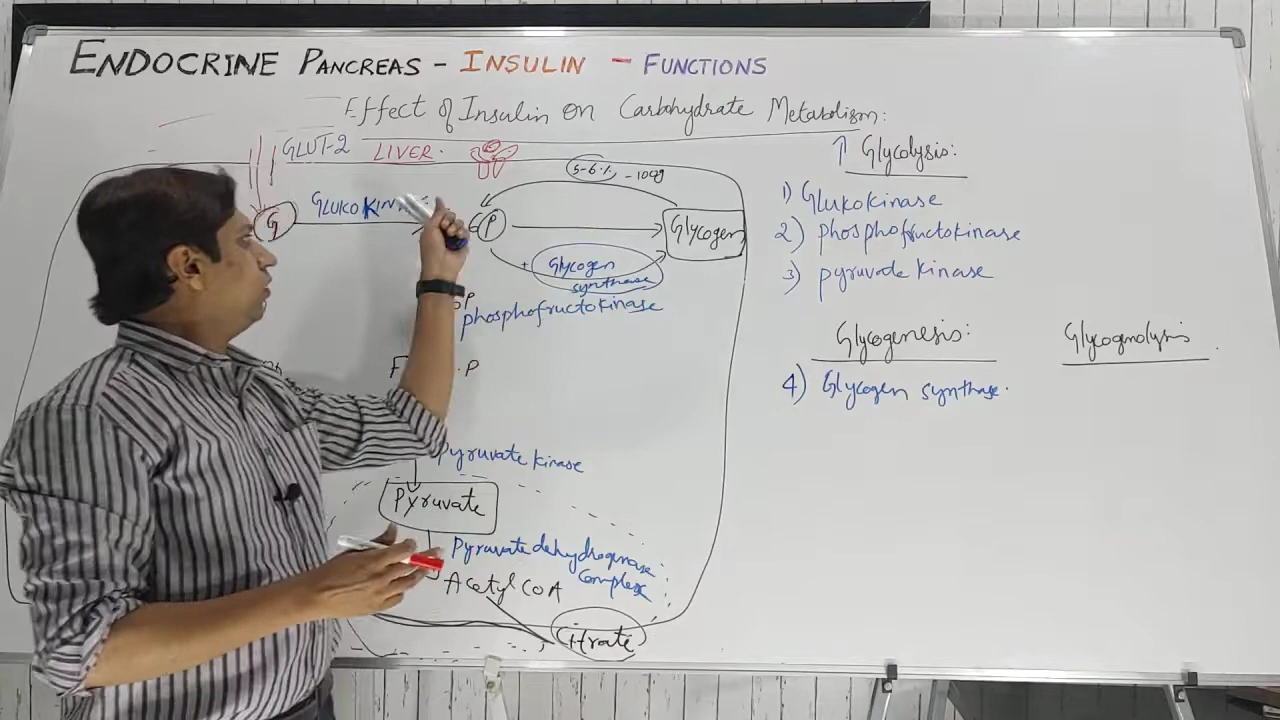 ENDOCRINE PANCREAS - INSULIN - FUNCTIONS
Effect of Insulin on Carbohydrate Metabolism:
GLUT-2 LIVER.
G
P
5-6% - 100g
Glycogen
+ Glycogen
synthase
phosphofructokinase
P
Pyruvate kinase
Pyruvate
Pyruvate dehydrogenase
complex
Acetyl CoA
Citrate
↑ Glycolysis:
1) Glukokinase
2) phosphofructokinase
3) pyruvate kinase
Glycogenesis:
4) Glycogen synthase.
Glycogenolysis